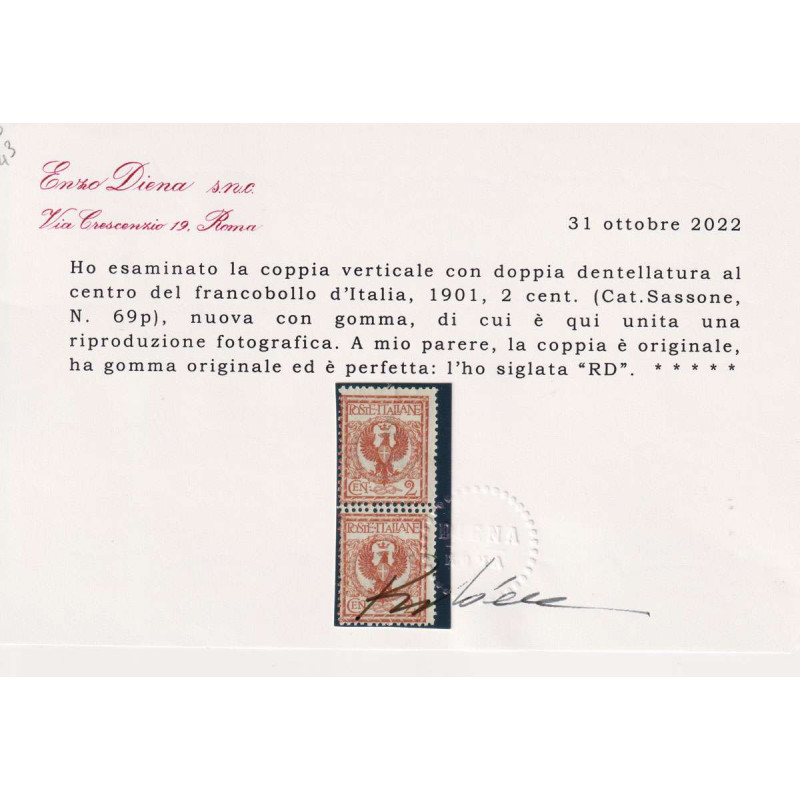 Enzo Diena s.n.c.
Via Crescenzio 19, Roma
31 ottobre 2022
Ho esaminato la coppia verticale con doppia dentellatura al
centro del francobollo d'Italia, 1901, 2 cent. (Cat.Sassone,
N. 69p), nuova con gomma, di cui è qui unita una
riproduzione fotografica. A mio parere, la coppia è originale,
ha gomma originale ed è perfetta: l'ho siglata “RD”. * * * * *
POSTE·ITALIANE
CEN· 2
POSTE·ITALIANE
CEN
DIENA
ROMA